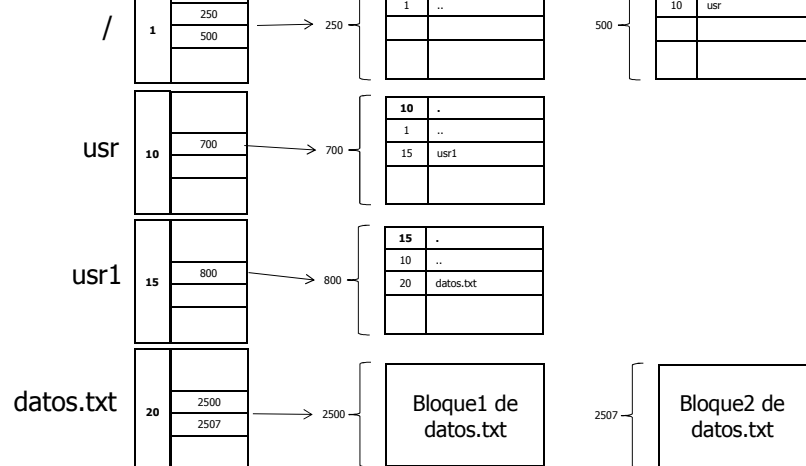 250
1 ..
10 usr
/ 1 500 250 500
10 .
1 ..
usr 10 700 700 15 usr1
15 .
10 ..
usr1 15 800 800 20 datos.txt
datos.txt 20 2500 2500 Bloque1 de 2507 Bloque2 de
2507 datos.txt datos.txt